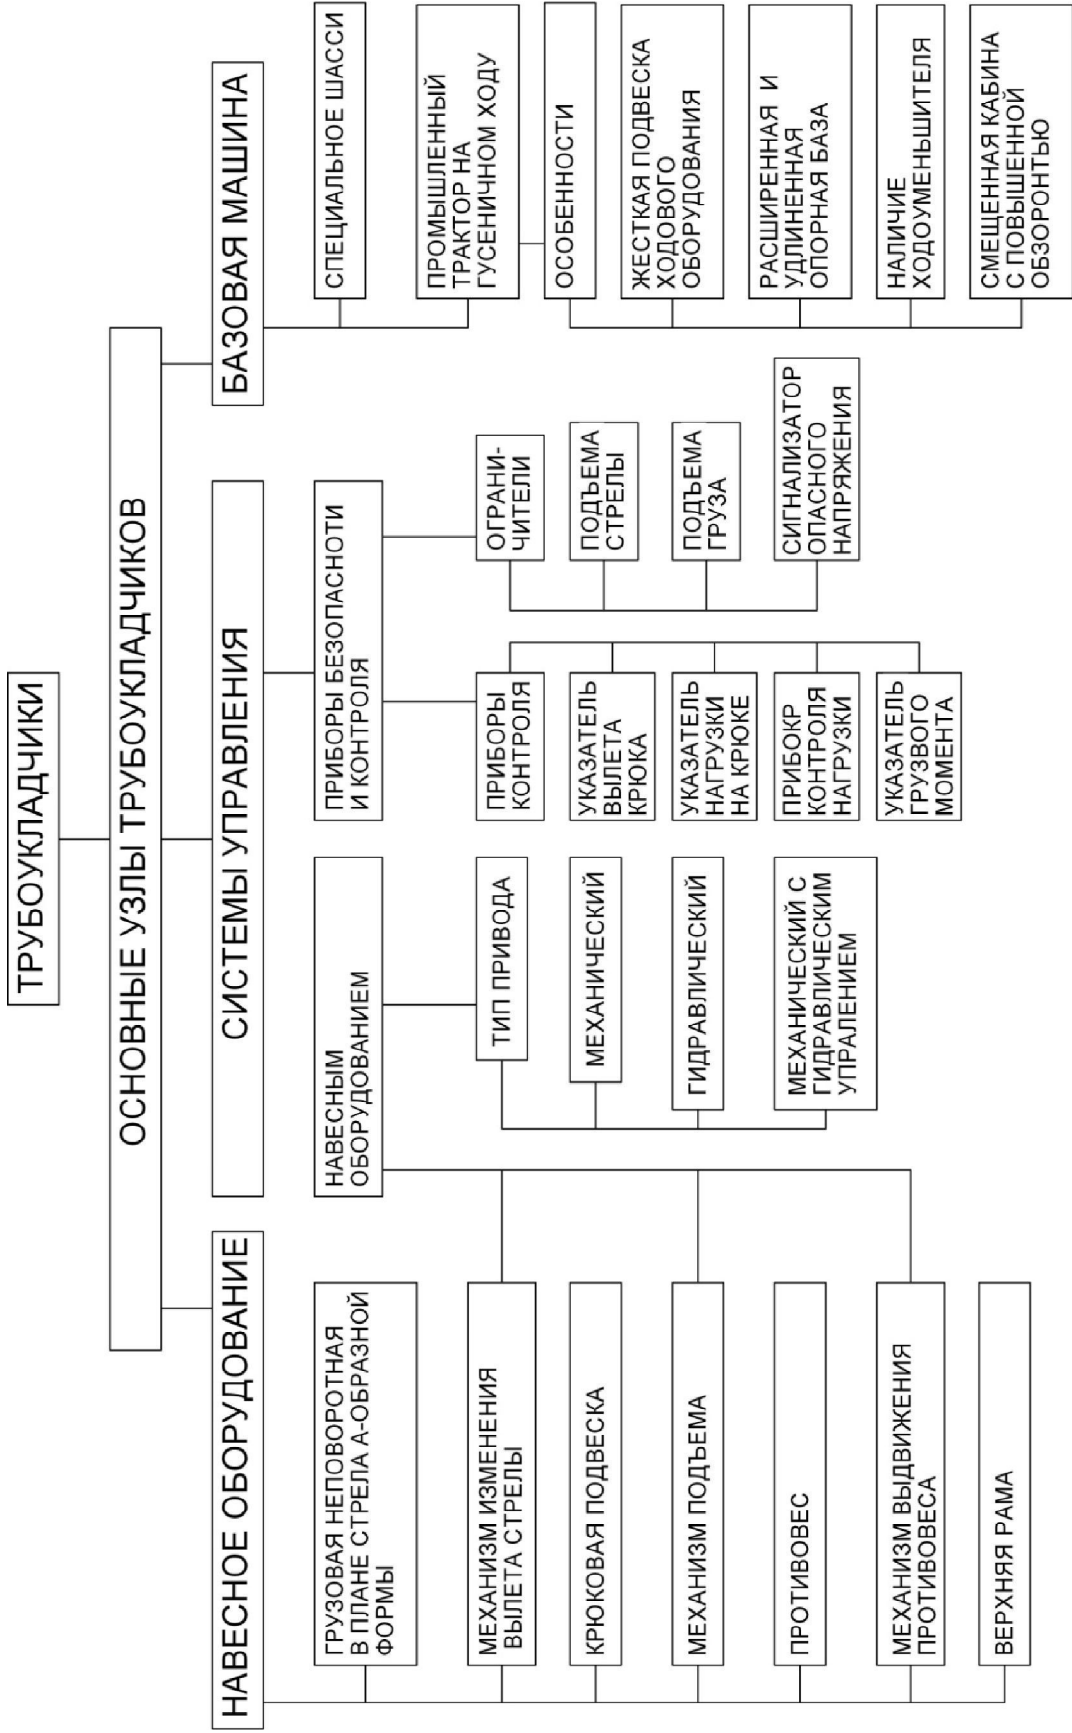 ТРУБОУКЛАДЧИКИ
ОСНОВНЫЕ УЗЛЫ ТРУБОУКЛАДЧИКОВ
НАВЕСНОЕ ОБОРУДОВАНИЕ
СИСТЕМЫ УПРАВЛЕНИЯ
БАЗОВАЯ МАШИНА
ГРУЗОВАЯ НЕПОВОРОТНАЯ
В ПЛАНЕ СТРЕЛА А-ОБРАЗНОЙ
ФОРМЫ
МЕХАНИЗМ ИЗМЕНЕНИЯ
ВЫЛЕТА СТРЕЛЫ
КРЮКОВАЯ ПОДВЕСКА
МЕХАНИЗМ ПОДЪЕМА
ПРОТИВОВЕС
МЕХАНИЗМ ВЫДВИЖЕНИЯ
ПРОТИВОВЕСА
ВЕРХНЯЯ РАМА
НАВЕСНЫМ
ОБОРУДОВАНИЕМ
ТИП ПРИВОДА
МЕХАНИЧЕСКИЙ
ГИДРАВЛИЧЕСКИЙ
МЕХАНИЧЕСКИЙ С
ГИДРАВЛИЧЕСКИМ
УПРАЛЕНИЕМ
ПРИБОРЫ БЕЗОПАСНОТИ
И КОНТРОЛЯ
ПРИБОРЫ
КОНТРОЛЯ
УКАЗАТЕЛЬ
ВЫЛЕТА
КРЮКА
УКАЗАТЕЛЬ
НАГРУЗКИ
НА КРЮКЕ
ПРИБОКР
КОНТРОЛЯ
НАГРУЗКИ
УКАЗАТЕЛЬ
ГРУЗВОГО
МОМЕНТА
ОГРАНИ-
ЧИТЕЛИ
ПОДЪЕМА
СТРЕЛЫ
ПОДЪЕМА
ГРУЗА
СИГНАЛИЗАТОР
ОПАСНОГО
НАПРЯЖЕНИЯ
СПЕЦИАЛЬНОЕ ШАССИ
ПРОМЫШЛЕННЫЙ
ТРАКТОР НА
ГУСЕНИЧНОМ ХОДУ
ОСОБЕННОСТИ
ЖЕСТКАЯ ПОДВЕСКА
ХОДОВОГО
ОБОРУДОВАНИЯ
РАСШИРЕННАЯ И
УДЛИНЕННАЯ
ОПОРНАЯ БАЗА
НАЛИЧИЕ
ХОДОУМЕНЬШИТЕЛЯ
СМЕЩЕННАЯ КАБИНА
С ПОВЫШЕННОЙ
ОБЗОРОНТЬЮ